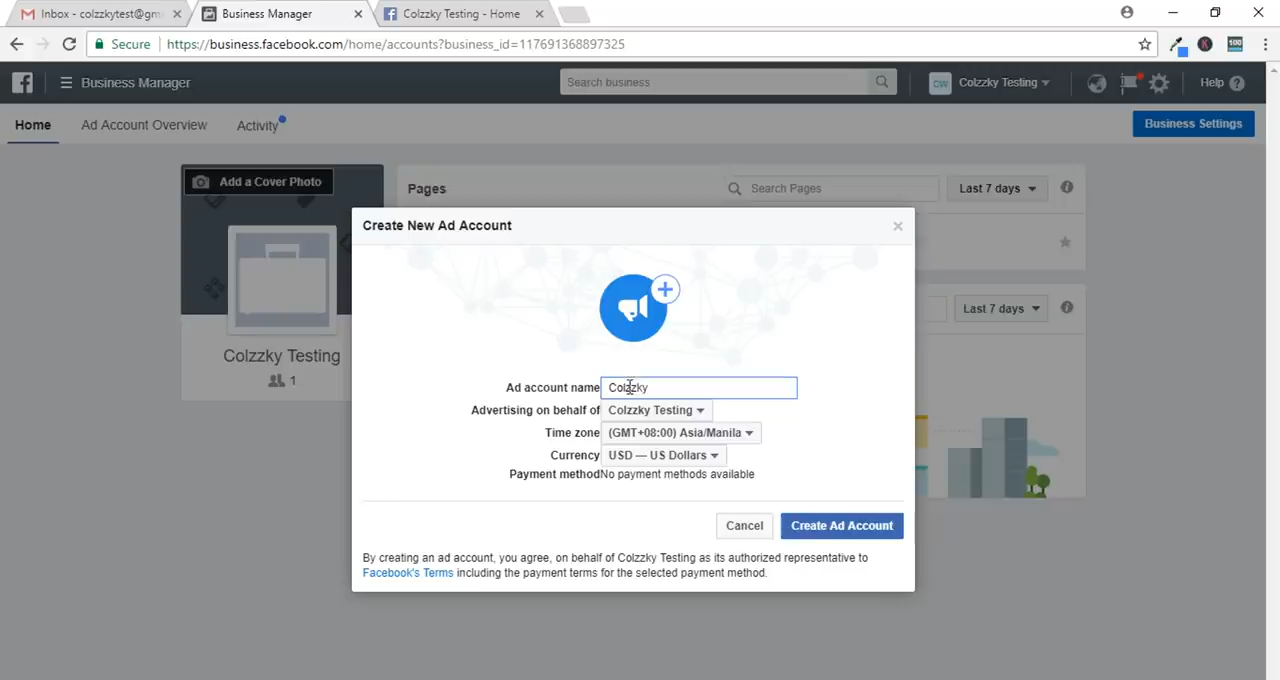 Inbox - colzzkytest@gm
Business Manager
Colzzky Testing - Home
Secure
https://business.facebook.com/home/accounts?business_id=117691368897325
100
Business Manager
Search business
CW
Colzzky Testing
Help
Home
Ad Account Overview
Activity
Business Settings
Add a Cover Photo
Pages
Search Pages
Last 7 days
Create New Ad Account
Last 7 days
Colzzky Testing
1
Ad account name Colzzky
Advertising on behalf of Colzzky Testing
Time zone (GMT+08:00) Asia/Manila
Currency USD — US Dollars
Payment method No payment methods available
Cancel
Create Ad Account
By creating an ad account, you agree, on behalf of Colzzky Testing as its authorized representative to
Facebook's Terms including the payment terms for the selected payment method.